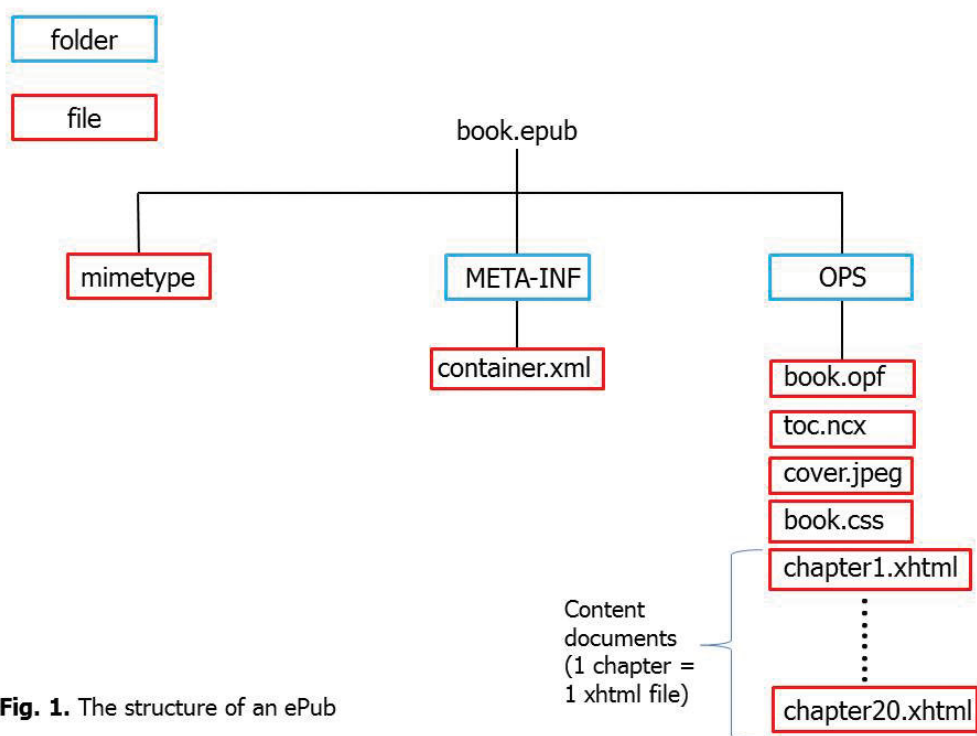 folder
file
book.epub
mimetype
META-INF
OPS
container.xml
book.opf
toc.ncx
cover.jpeg
book.css
chapter1.xhtml
Content
documents
(1 chapter =
1 xhtml file)
chapter20.xhtml
Fig. 1. The structure of an ePub